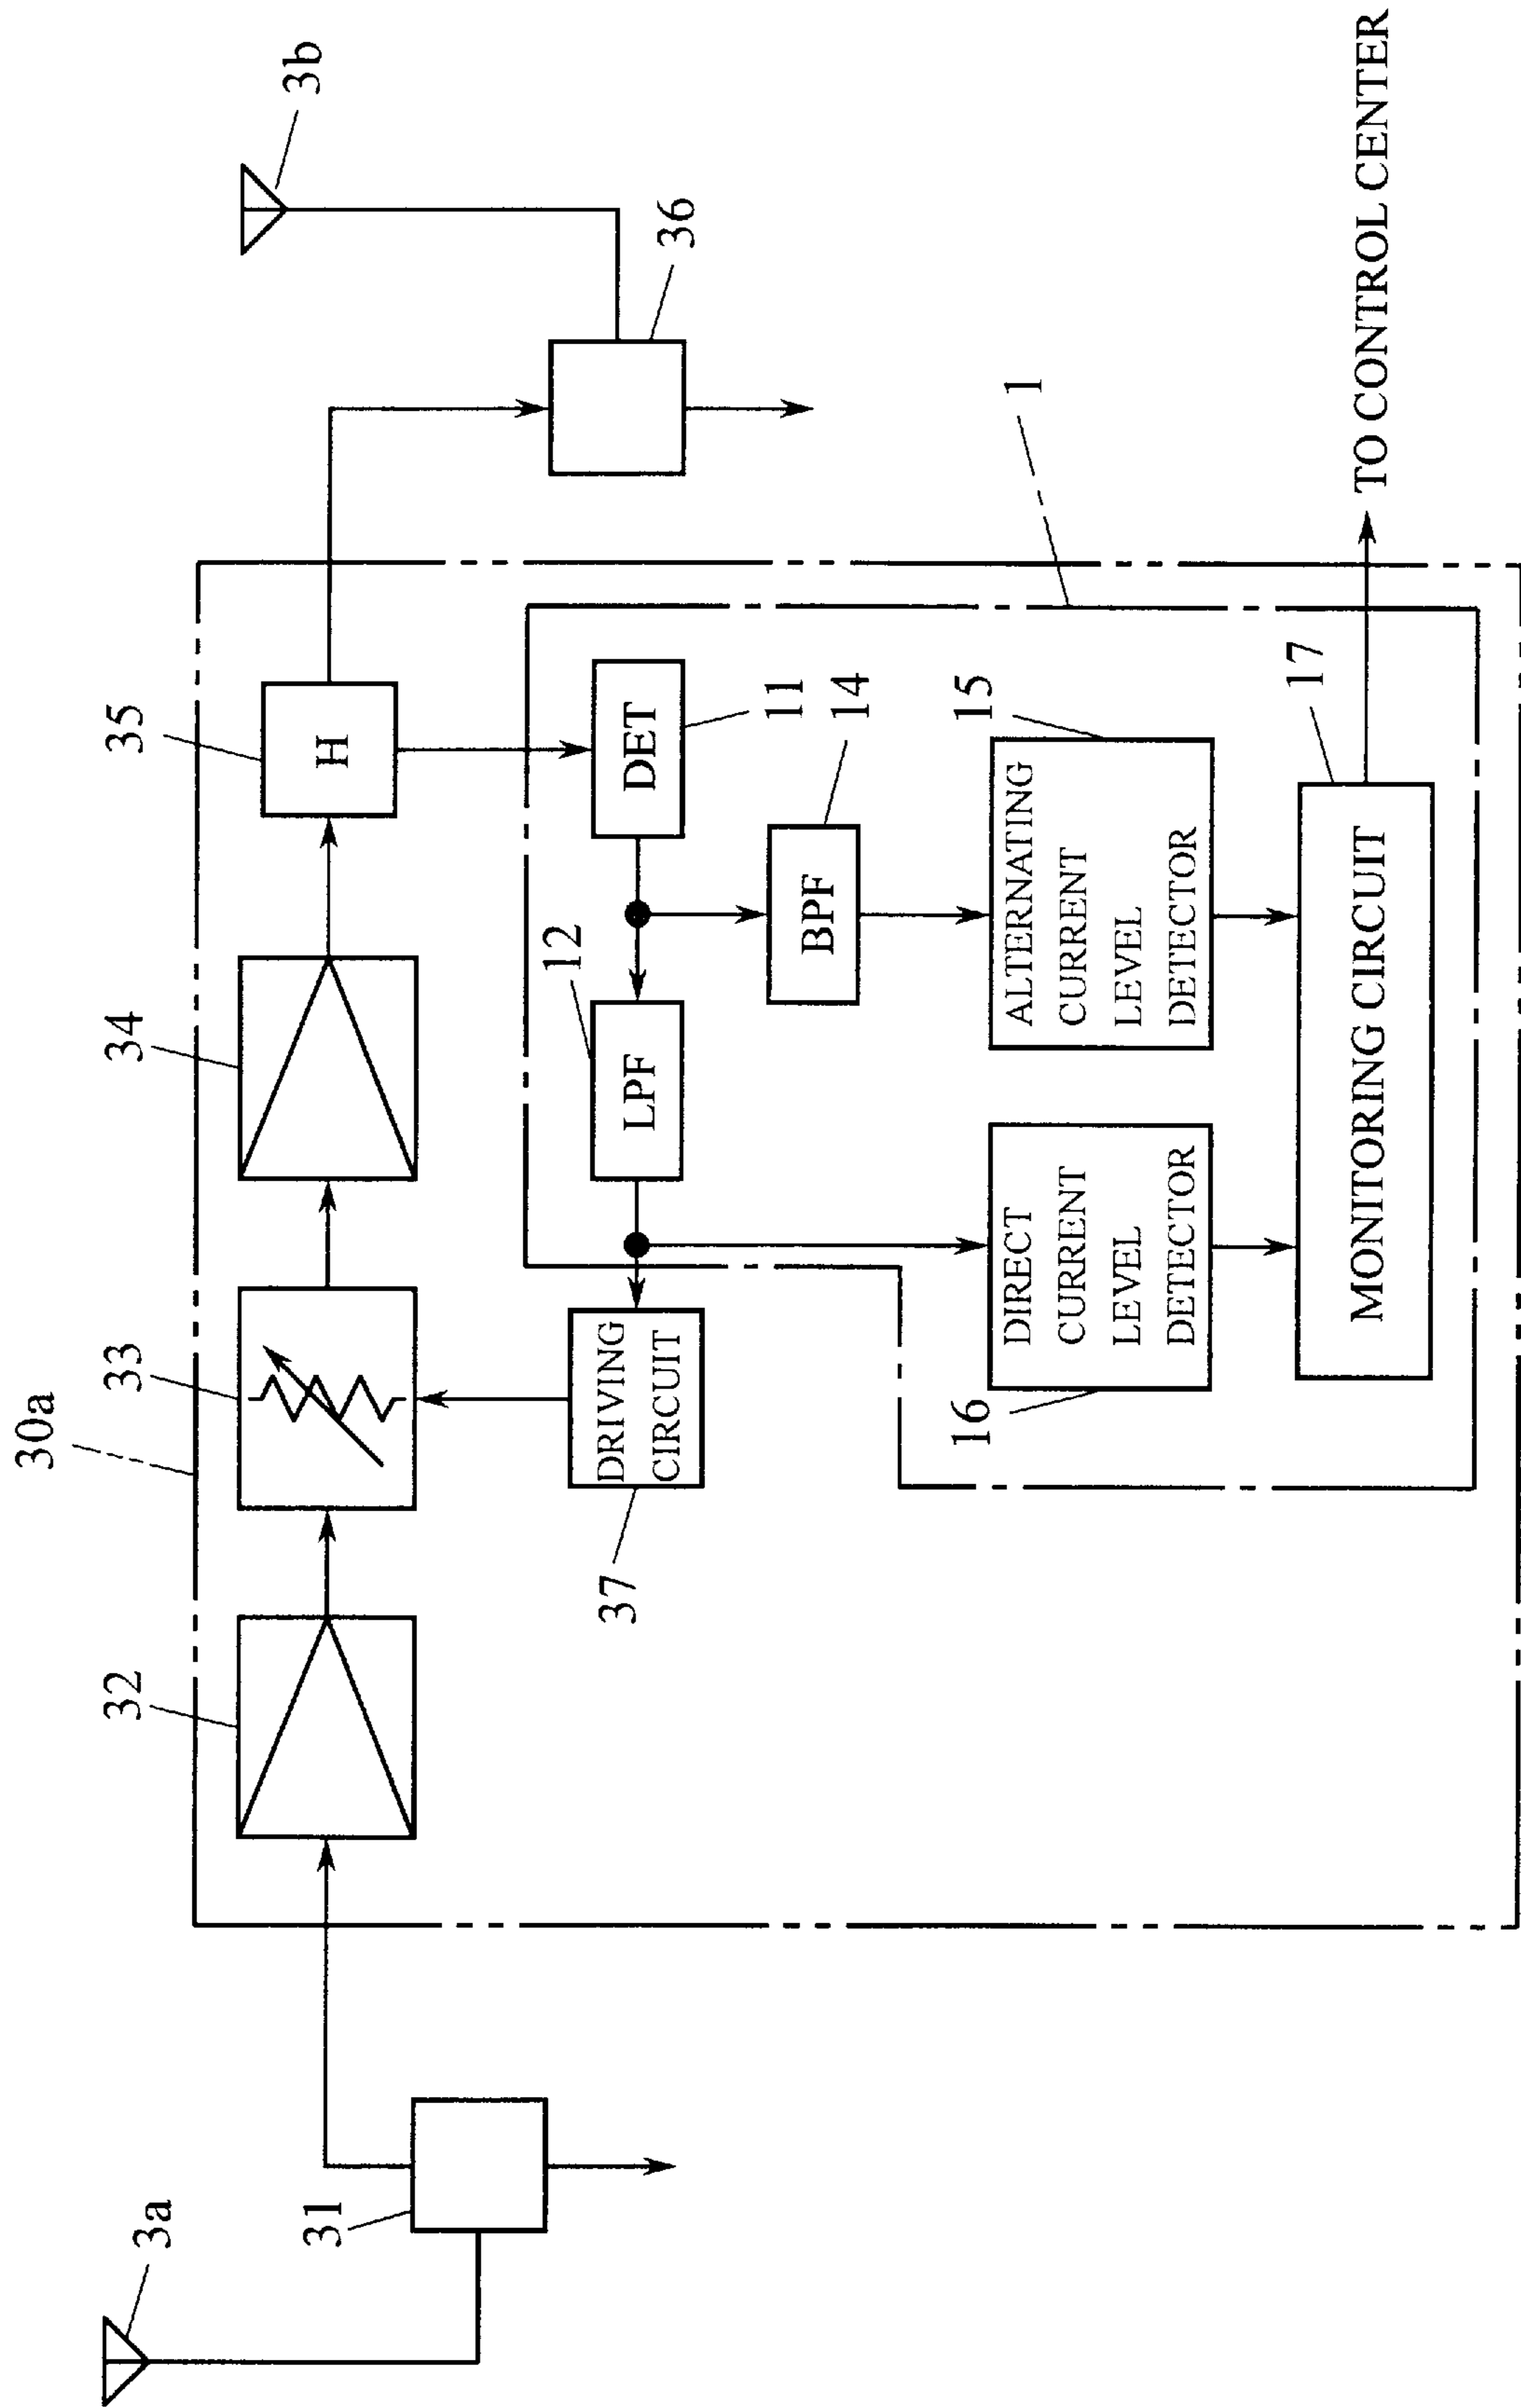 3a
31
30a
32
33
34
35
H
3b
36
37
DRIVING
CIRCUIT
12
LPF
DET
11
BPF
14
1
DIRECT
CURRENT
LEVEL
DETECTOR
16
ALTERNATING
CURRENT
LEVEL
DETECTOR
15
MONITORING CIRCUIT
17
TO CONTROL CENTER